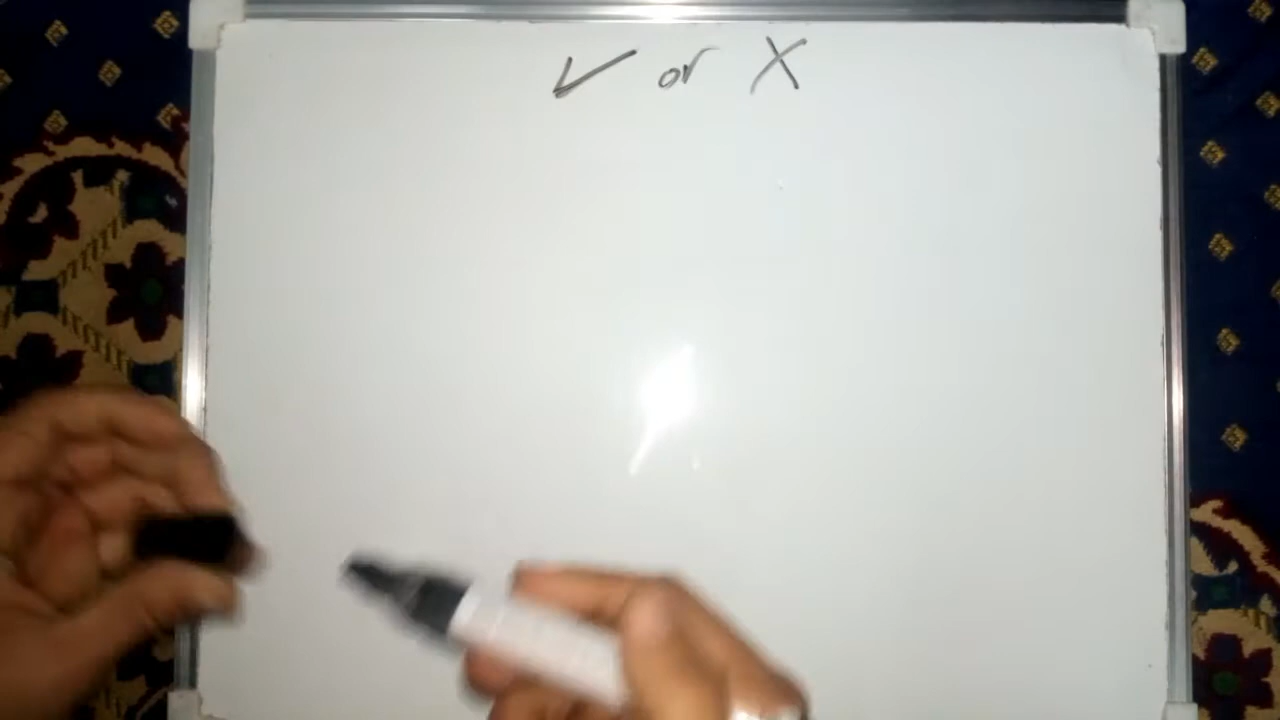 ✓ or X